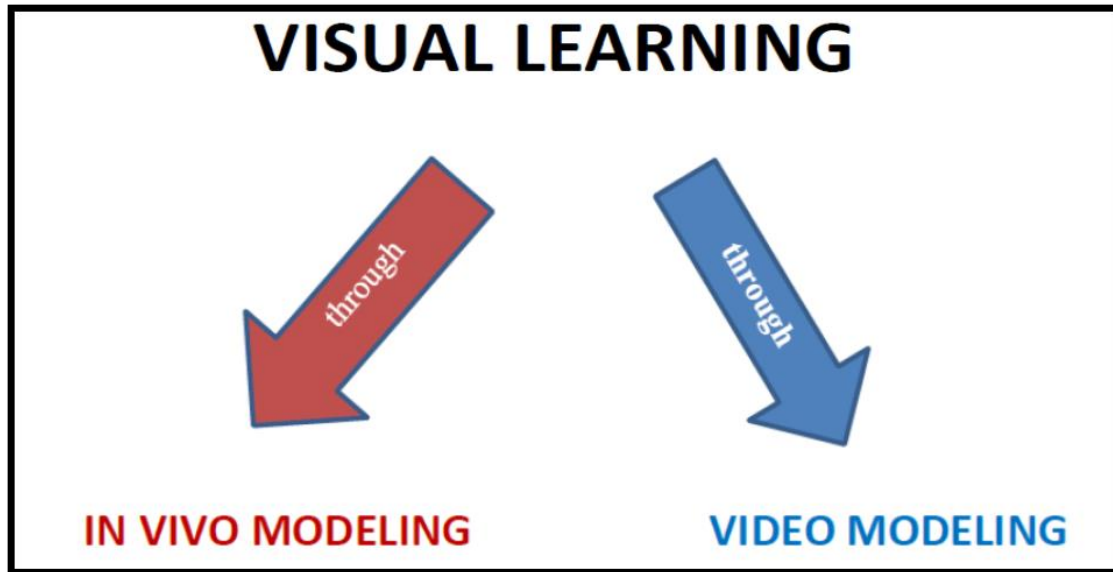 VISUAL LEARNING
through
through
IN VIVO MODELING
VIDEO MODELING